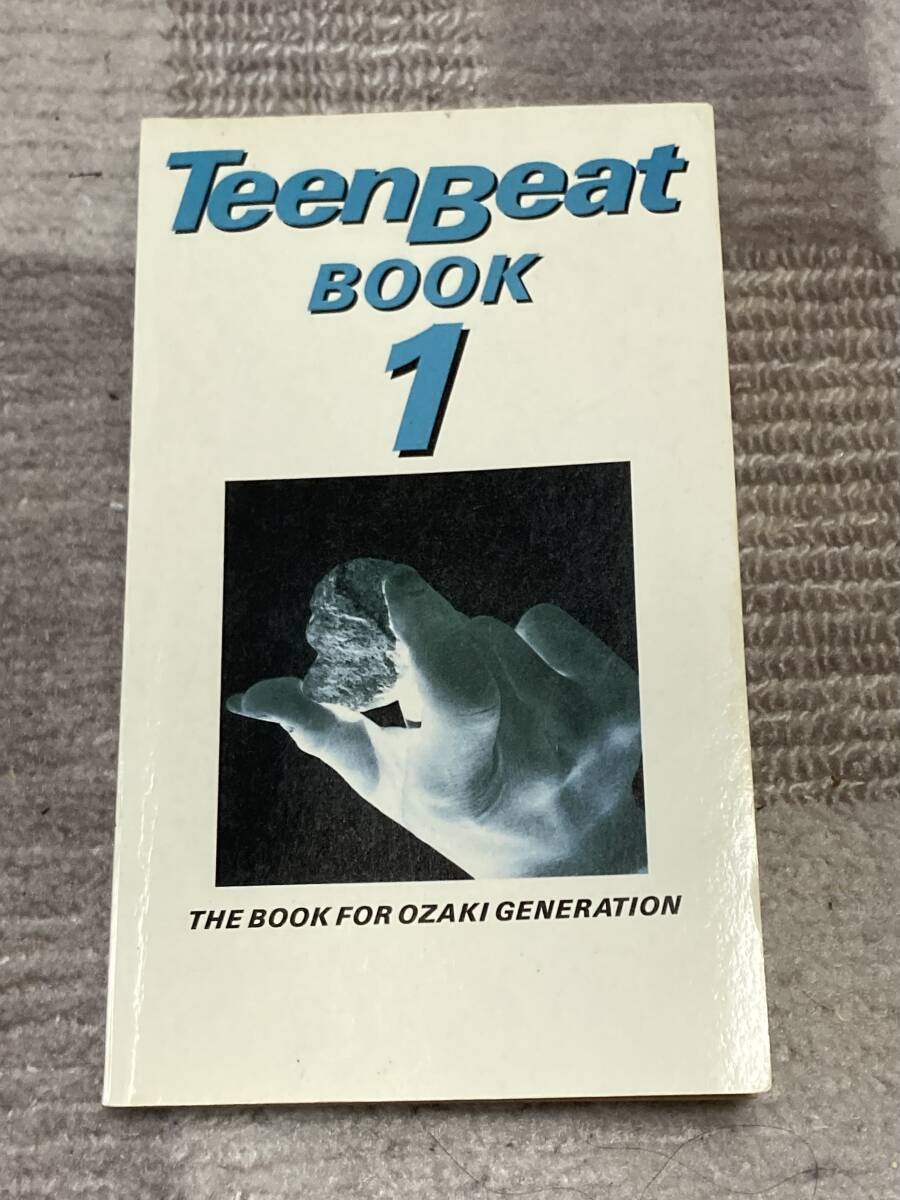 TeenBeat
BOOK
1
THE BOOK FOR OZAKI GENERATION